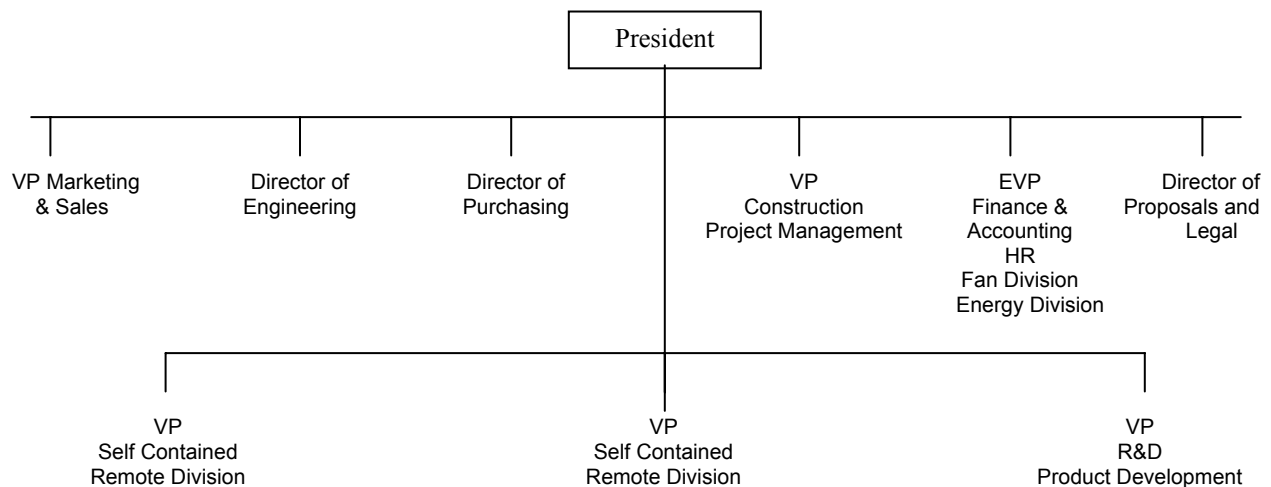 President
VP Marketing
& Sales
Director of
Engineering
Director of
Purchasing
VP
Construction
Project Management
EVP
Finance &
Accounting
HR
Fan Division
Energy Division
Director of
Proposals and
Legal
VP
Self Contained
Remote Division
VP
Self Contained
Remote Division
VP
R&D
Product Development